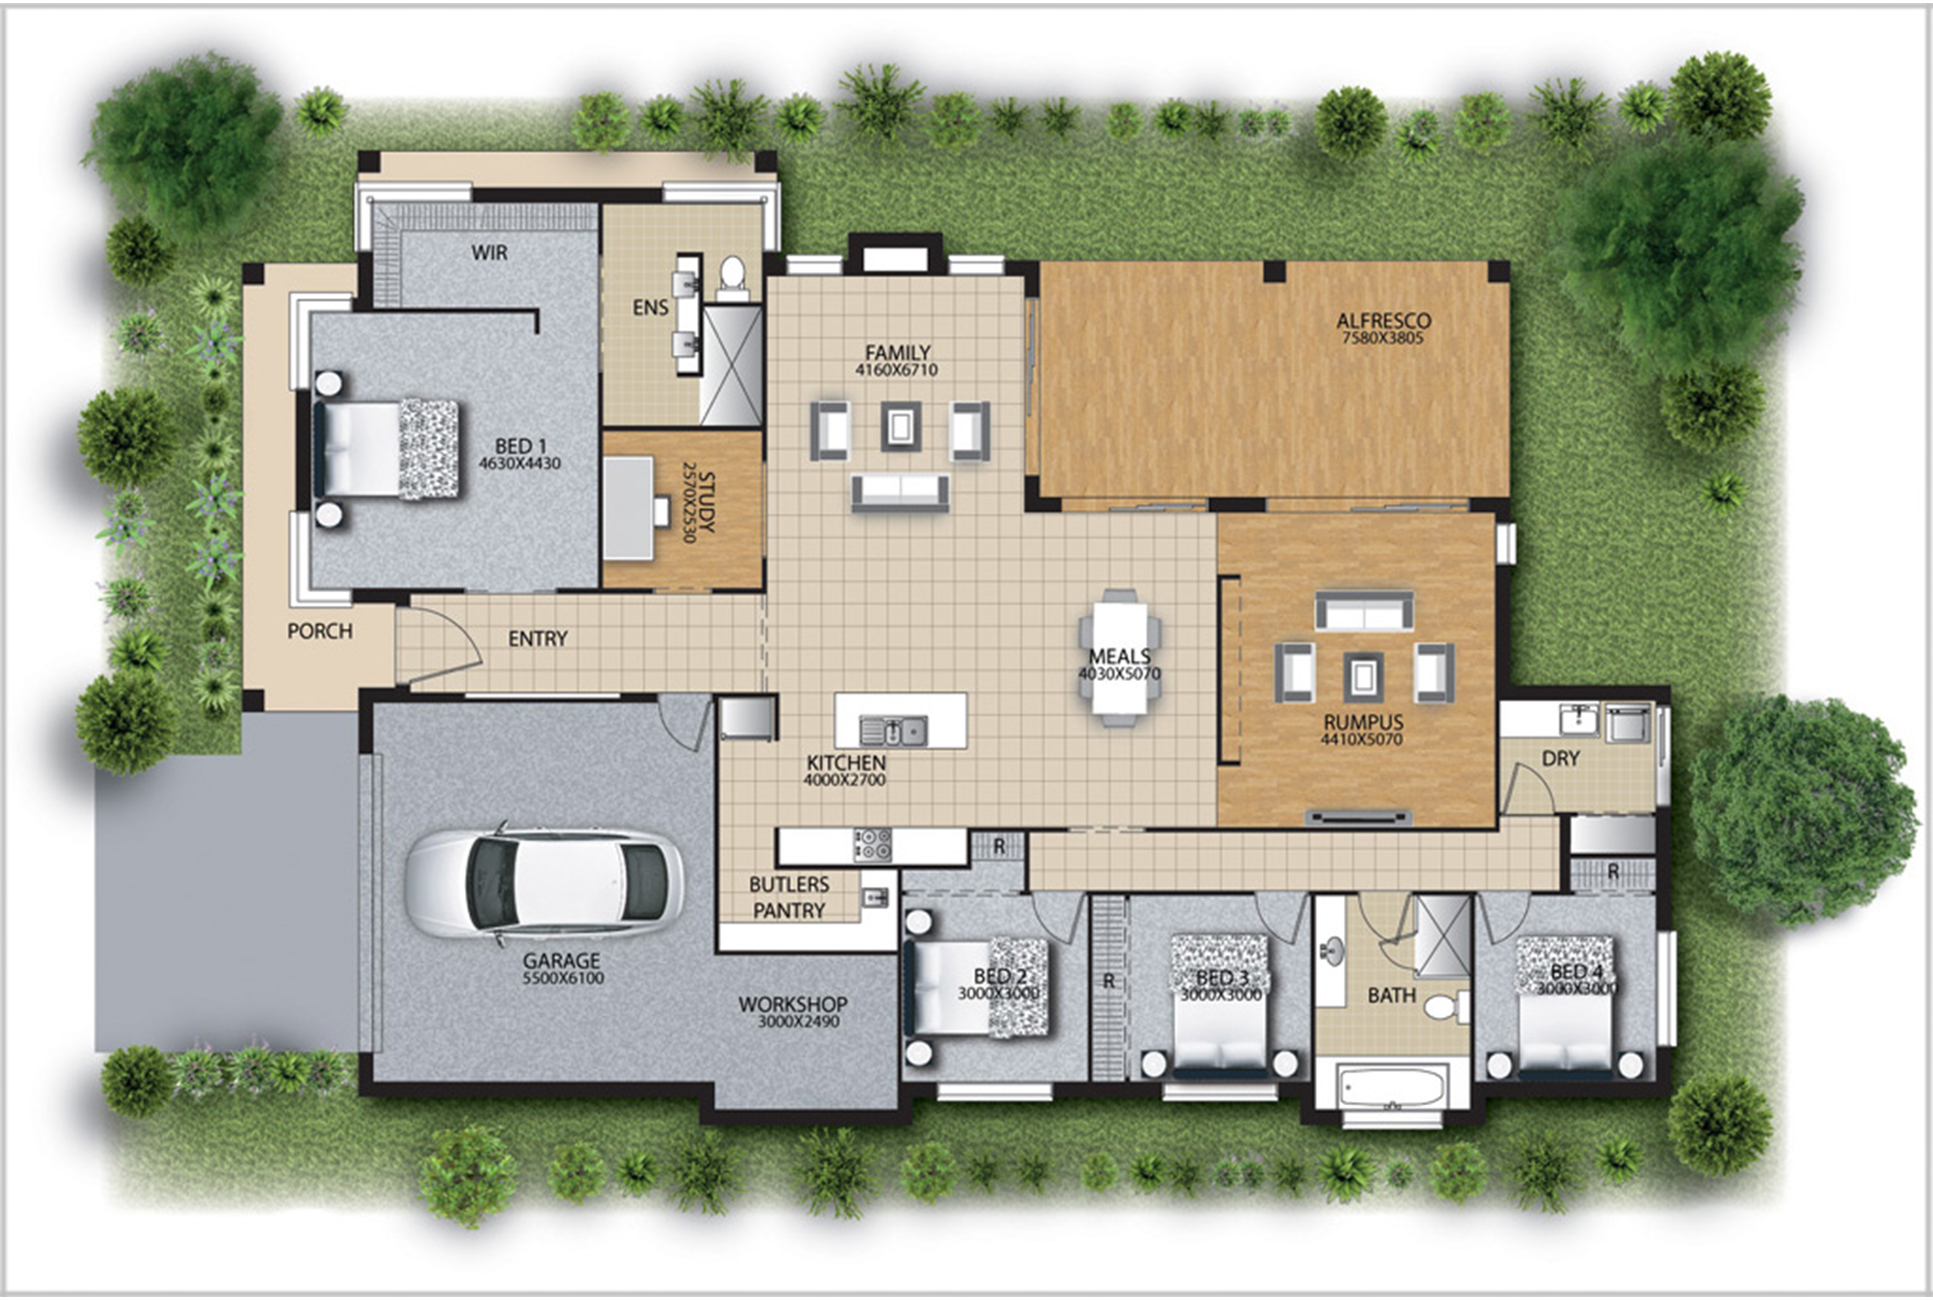 WIR
ENS
BED 1
4630X4430
STUDY
2570X2530
FAMILY
4160X6710
ALFRESCO
7580X3805
PORCH
ENTRY
MEALS
4030X5070
RUMPUS
4410X5070
KITCHEN
4000X2700
DRY
R
R
BUTLERS
PANTRY
GARAGE
5500X6100
WORKSHOP
3000X2490
BED 2
3000X3000
R
BED 3
3000X3000
BATH
BED 4
3000X3000